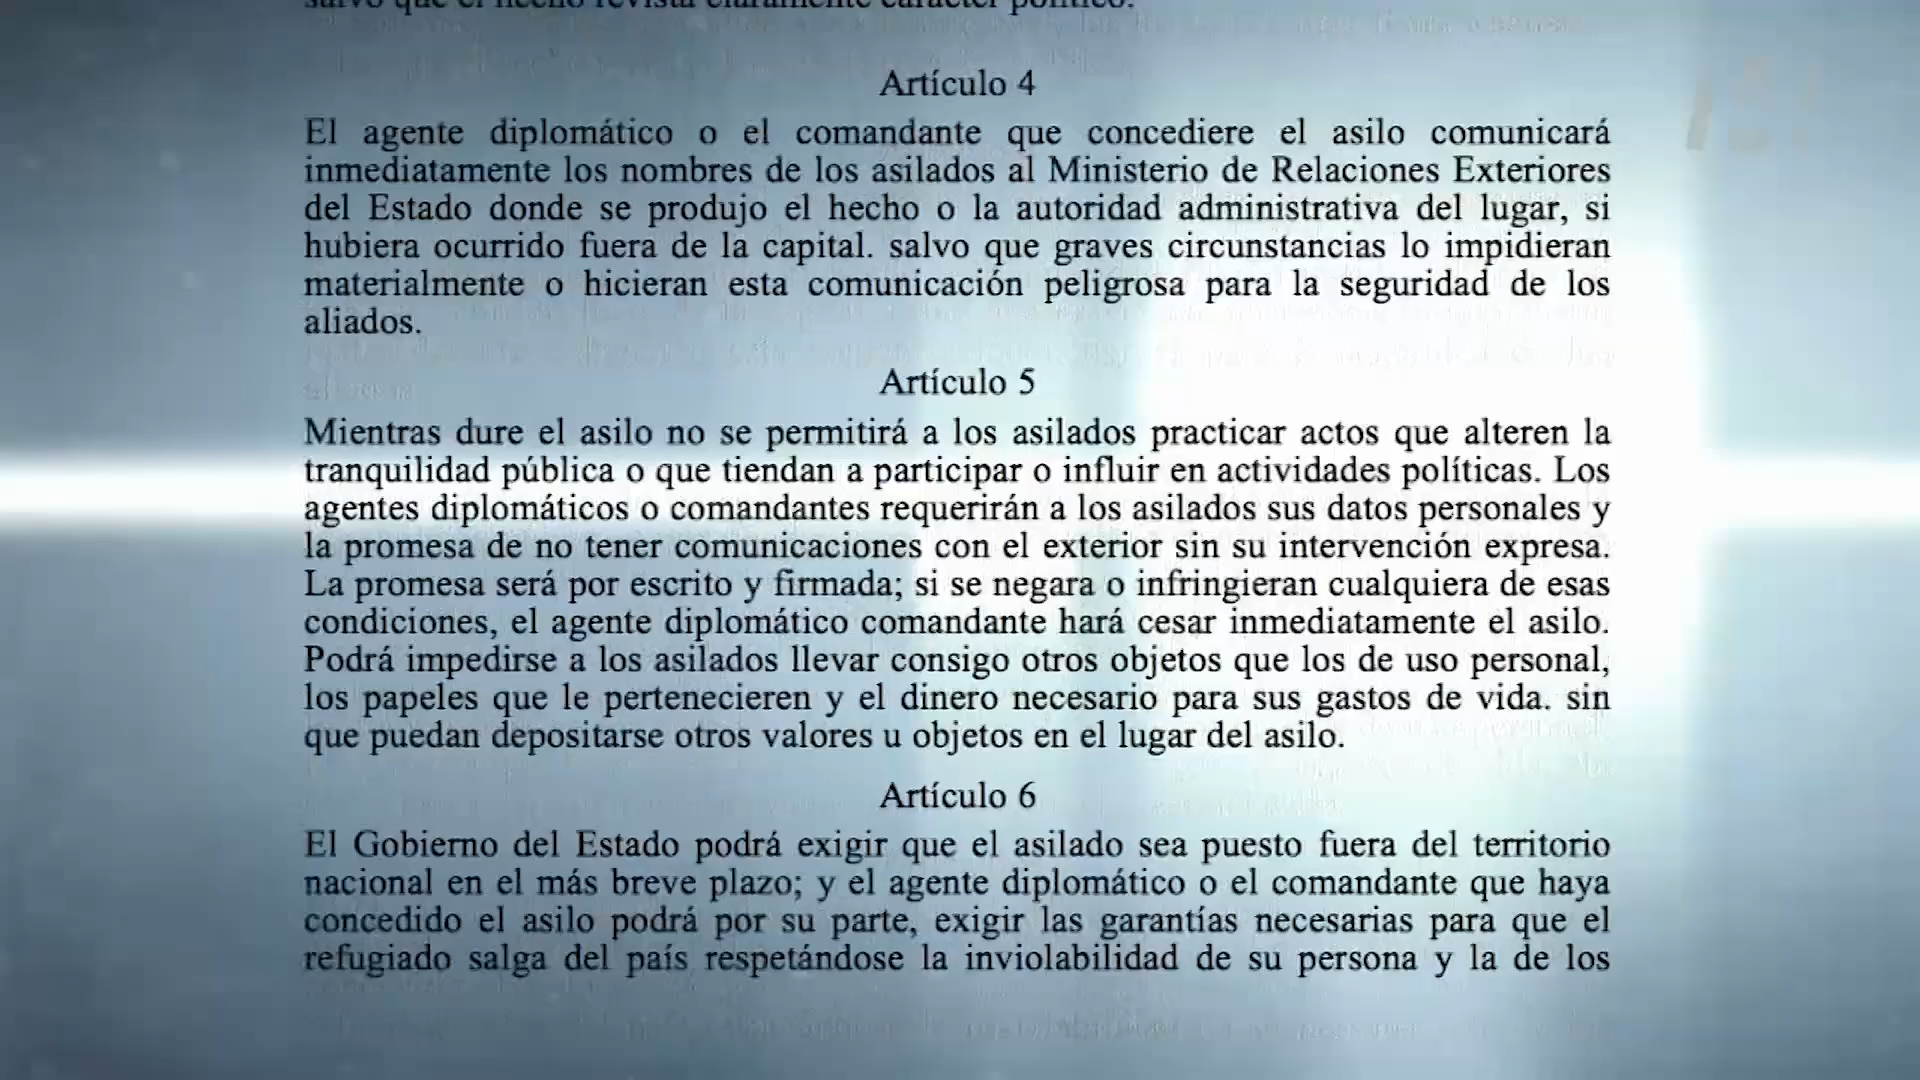 salvo que el hecho revista claramente carácter político.
Artículo 4
El agente diplomático o el comandante que concediere el asilo comunicará
inmediatamente los nombres de los asilados al Ministerio de Relaciones Exteriores
del Estado donde se produjo el hecho o la autoridad administrativa del lugar, si
hubiera ocurrido fuera de la capital. salvo que graves circunstancias lo impidieran
materialmente o hicieran esta comunicación peligrosa para la seguridad de los
aliados.
Artículo 5
Mientras dure el asilo no se permitirá a los asilados practicar actos que alteren la
tranquilidad pública o que tiendan a participar o influir en actividades políticas. Los
agentes diplomáticos o comandantes requerirán a los asilados sus datos personales y
la promesa de no tener comunicaciones con el exterior sin su intervención expresa.
La promesa será por escrito y firmada; si se negara o infringieran cualquiera de esas
condiciones, el agente diplomático comandante hará cesar inmediatamente el asilo.
Podrá impedirse a los asilados llevar consigo otros objetos que los de uso personal,
los papeles que le pertenecieren y el dinero necesario para sus gastos de vida. sin
que puedan depositarse otros valores u objetos en el lugar del asilo.
Artículo 6
El Gobierno del Estado podrá exigir que el asilado sea puesto fuera del territorio
nacional en el más breve plazo; y el agente diplomático o el comandante que haya
concedido el asilo podrá por su parte, exigir las garantías necesarias para que el
refugiado salga del país respetándose la inviolabilidad de su persona y la de los